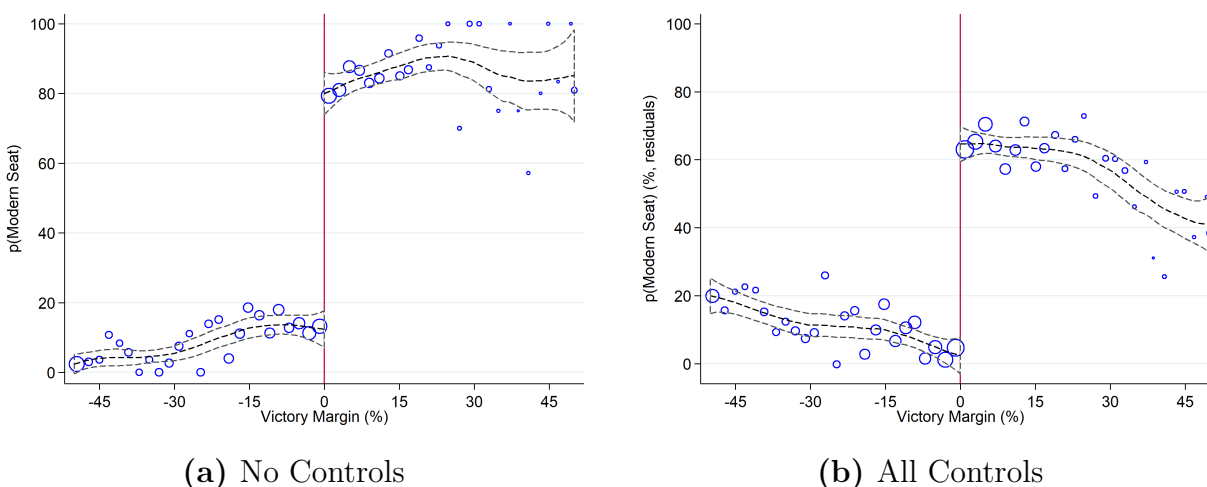 p(Modern Seat)
100
80
60
40
20
0
-45 -30 -15 0 15 30 45
Victory Margin (%)
(a) No Controls
p(Modern Seat) (%, residuals)
100
80
60
40
20
0
-45 -30 -15 0 15 30 45
Victory Margin (%)
(b) All Controls